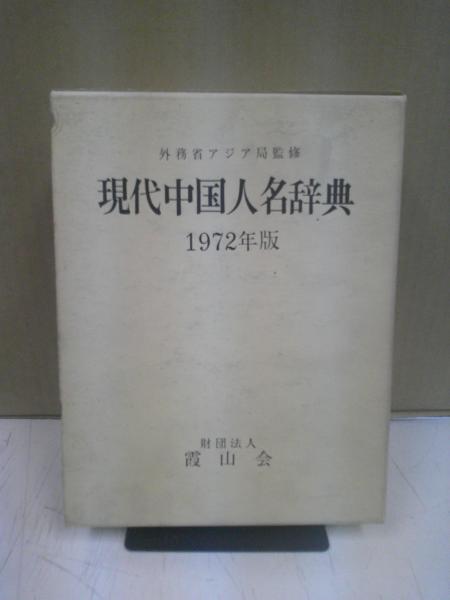 外務省アジア局監修
現代中国人名辞典
1972年版
財団法人
霞山会